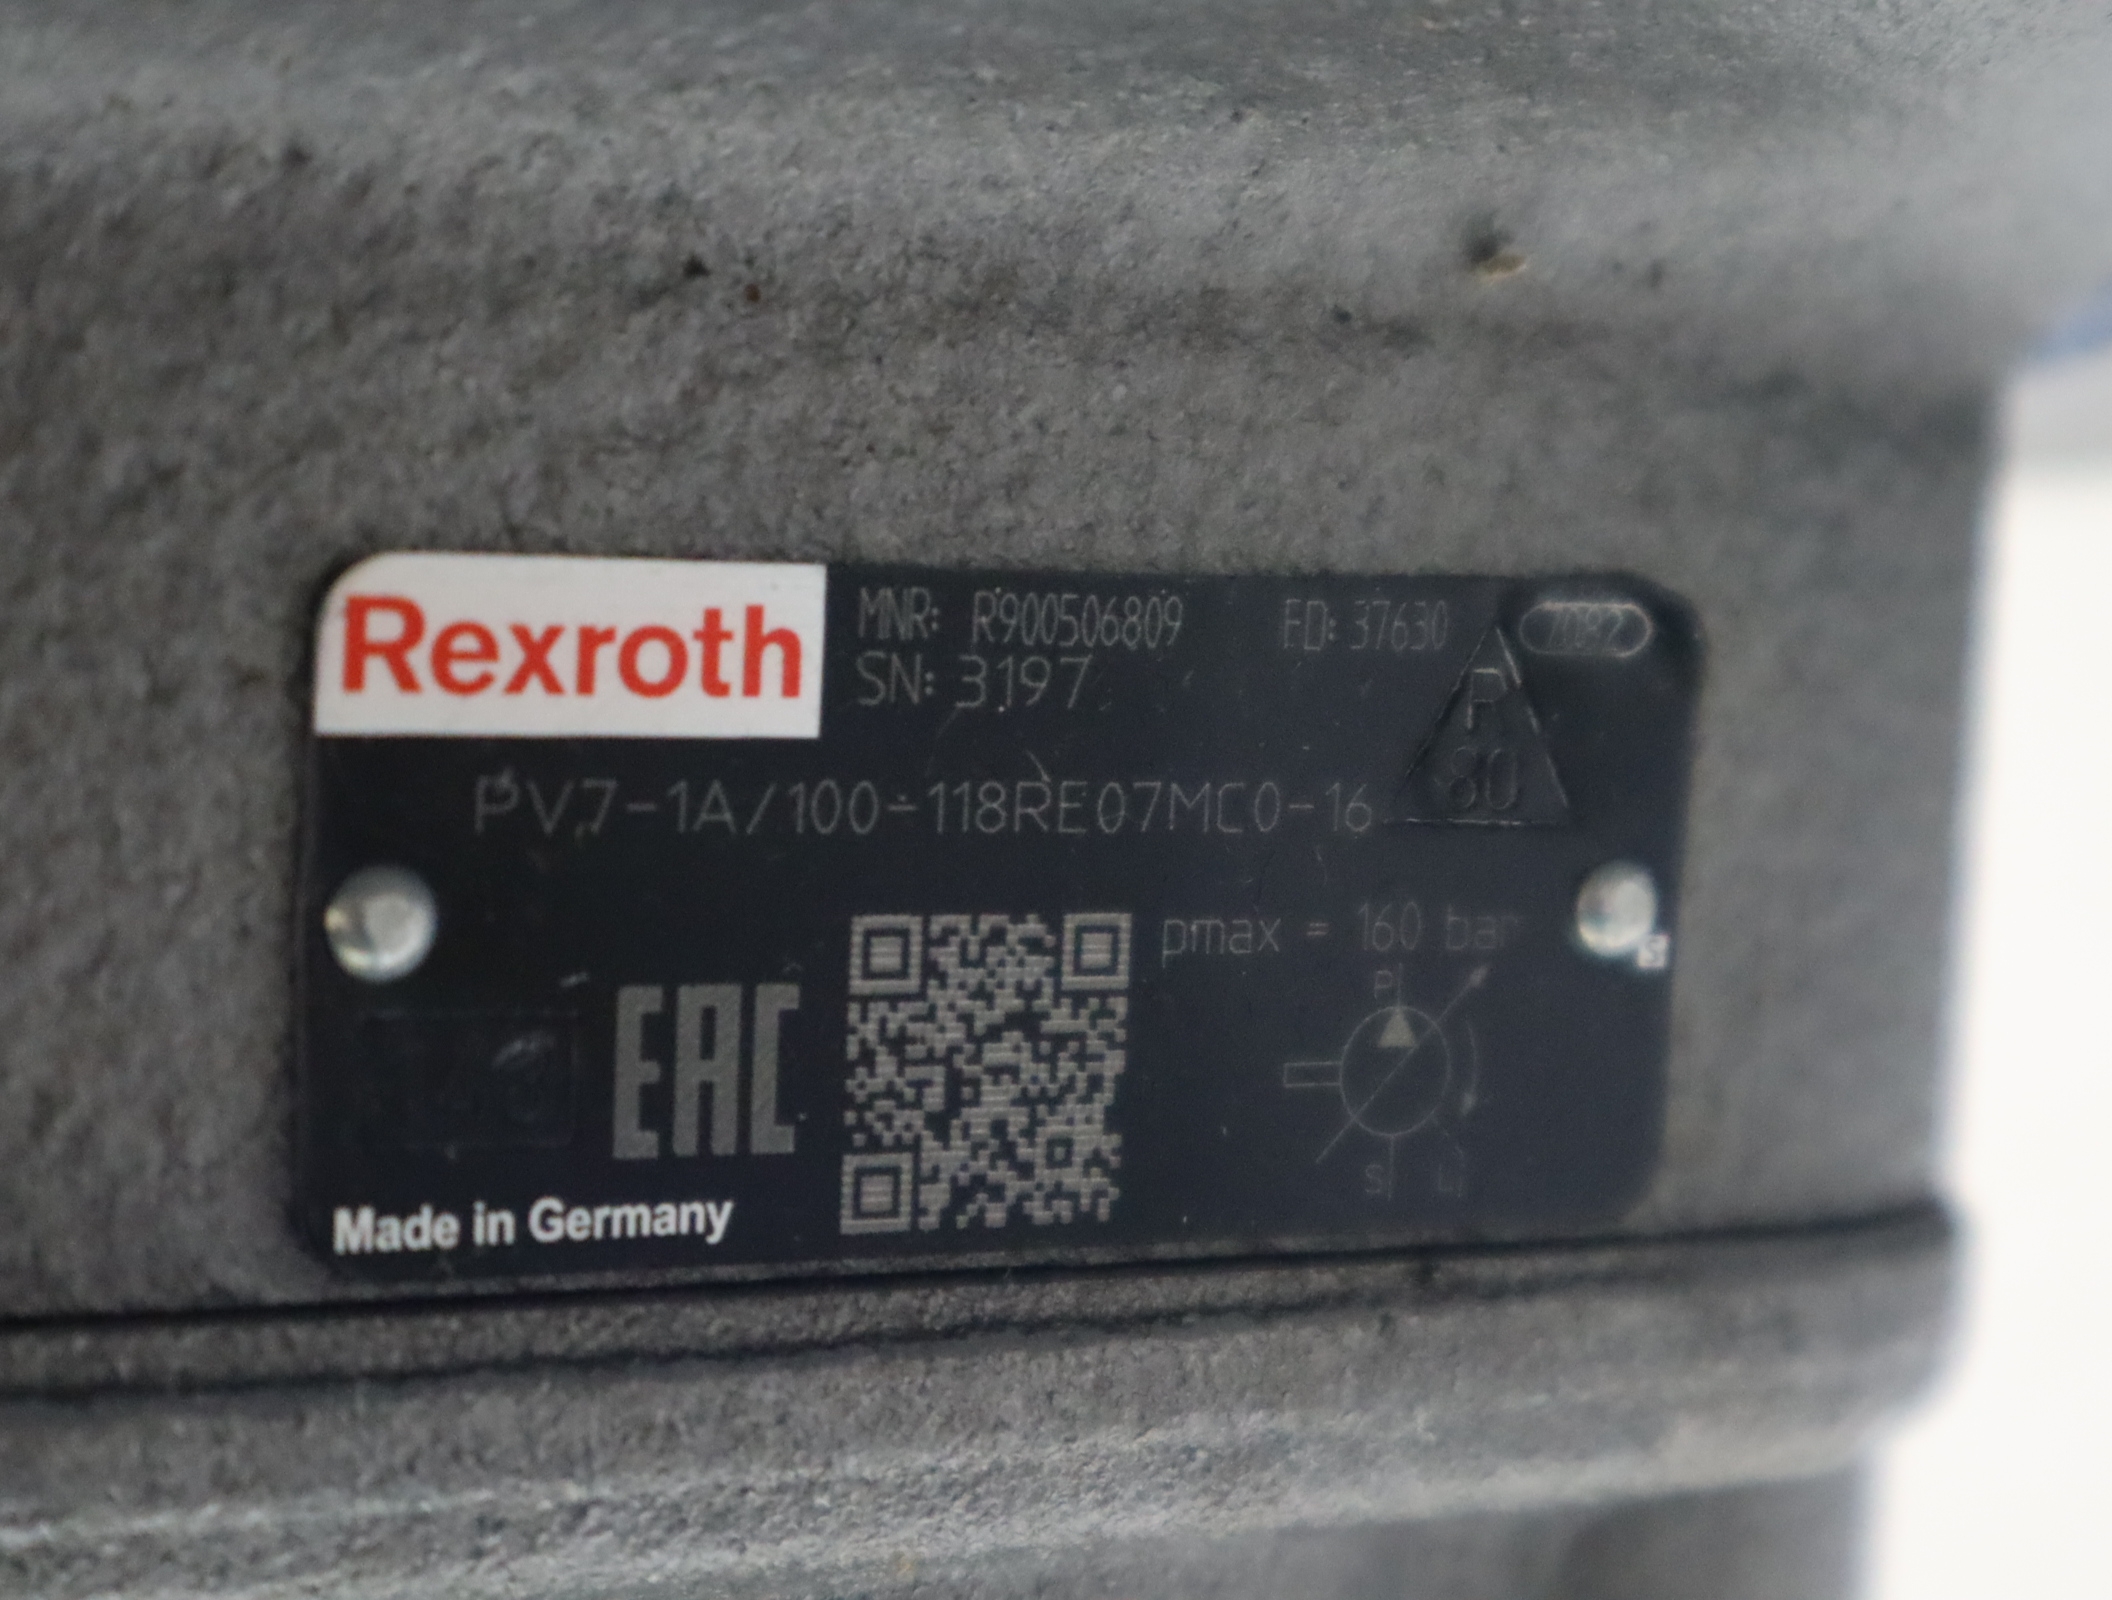 Rexroth
MNR: R900506809 FD: 37630
SN: 3197
P
80
PV7-1A/100-118RE07MC0-16
pmax = 160 bar
P
EAC
S
Made in Germany